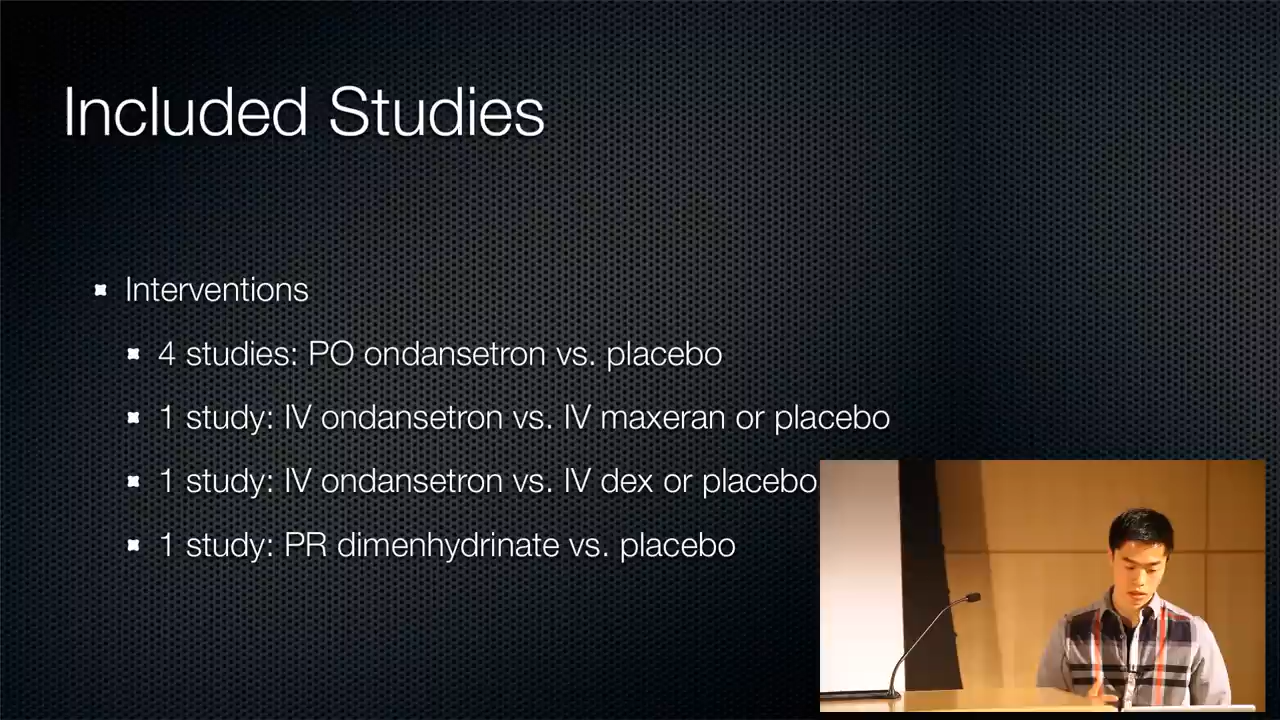 Included Studies
Interventions
4 studies: PO ondansetron vs. placebo
1 study: IV ondansetron vs. IV maxeran or placebo
1 study: IV ondansetron vs. IV dex or placebo
1 study: PR dimenhydrinate vs. placebo